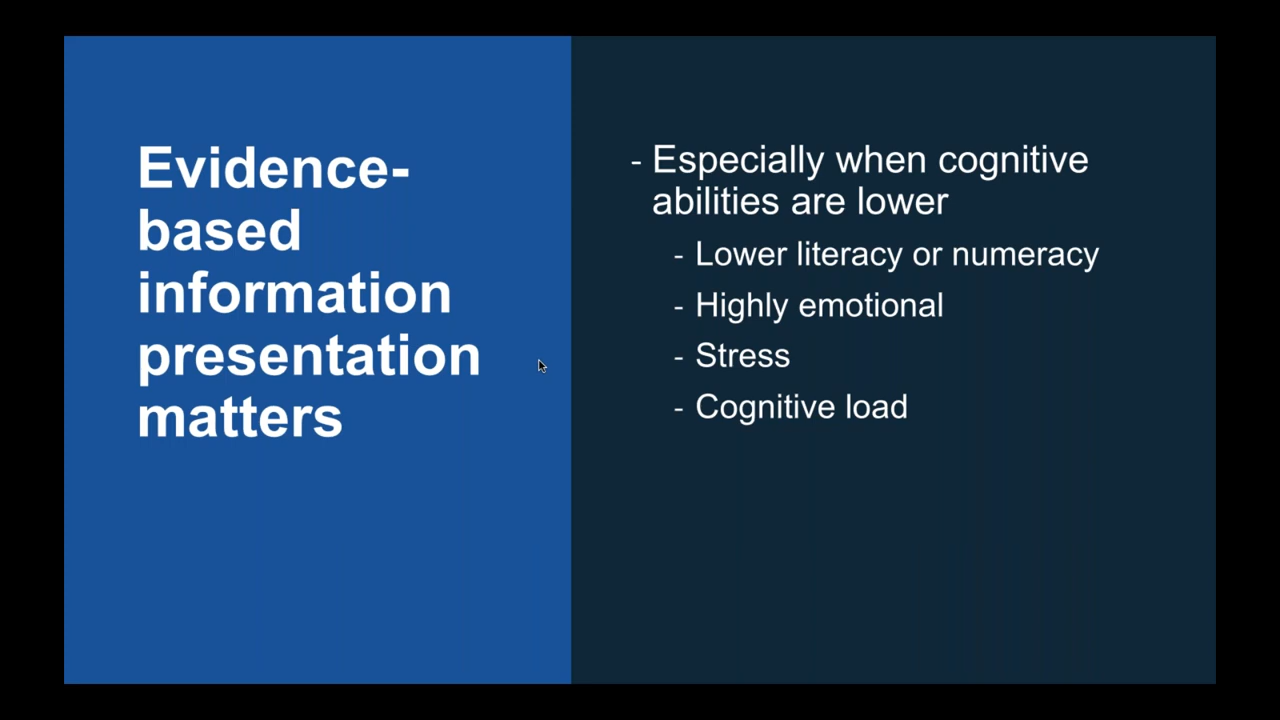 Evidence-
based
information
presentation
matters
- Especially when cognitive
abilities are lower
- Lower literacy or numeracy
- Highly emotional
- Stress
- Cognitive load